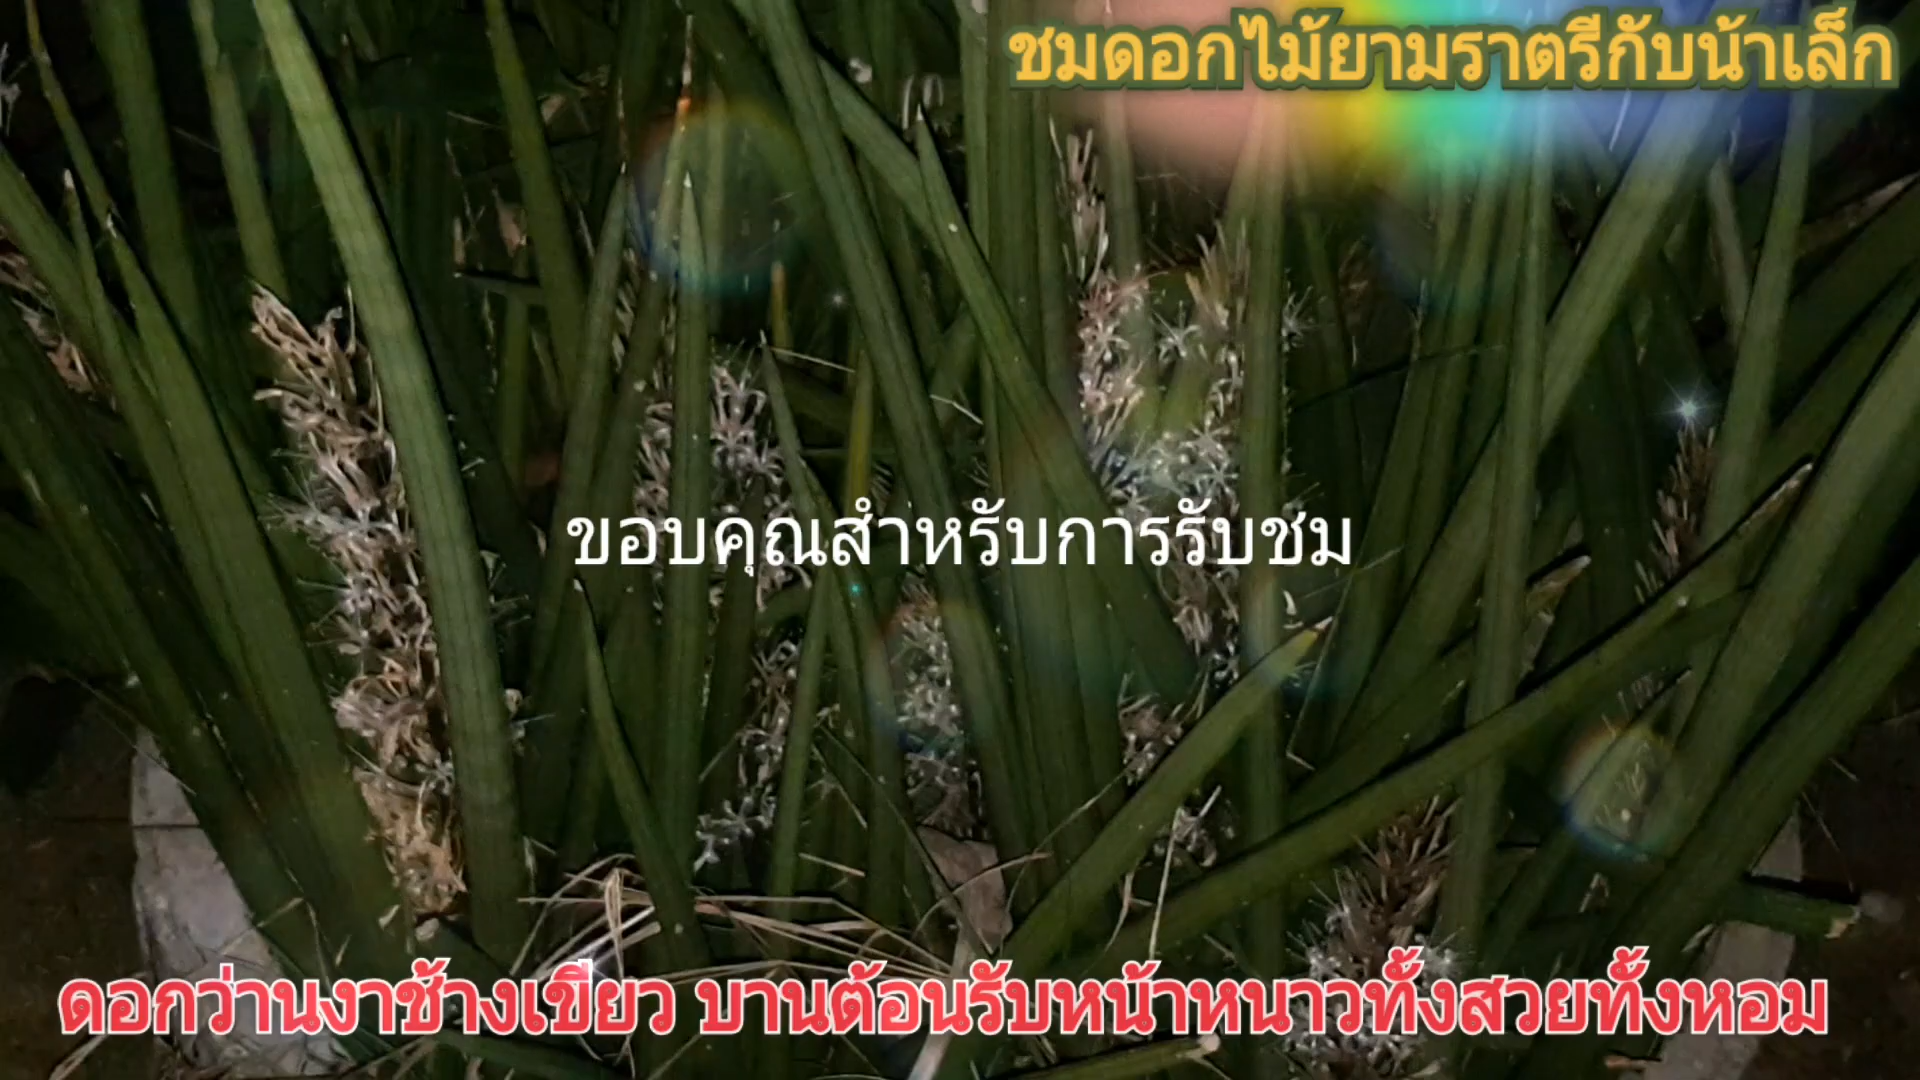 ชมดอกไม้ยามราตรีกับน้าเล็ก
ขอบคุณสำหรับการรับชม
ดอกว่านงาช้างเขียว บานต้อนรับหน้าหนาวทั้งสวยทั้งหอม